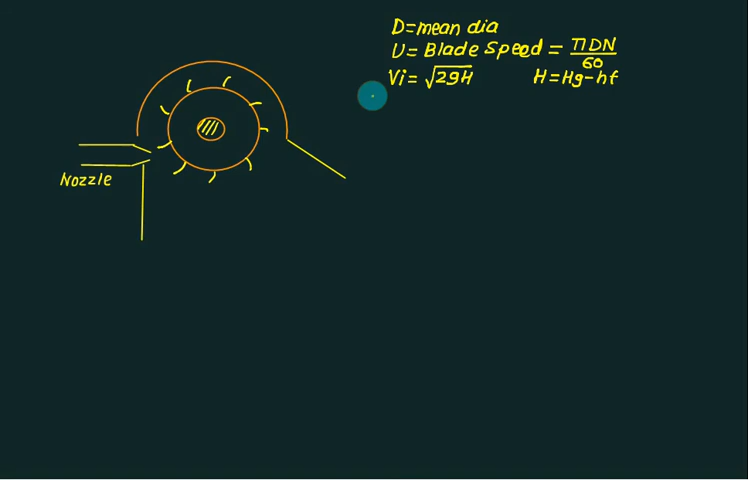 D=mean dia
U= Blade Speed = ΠDN/60
Vi= √2gH H=Hg-hf
Nozzle